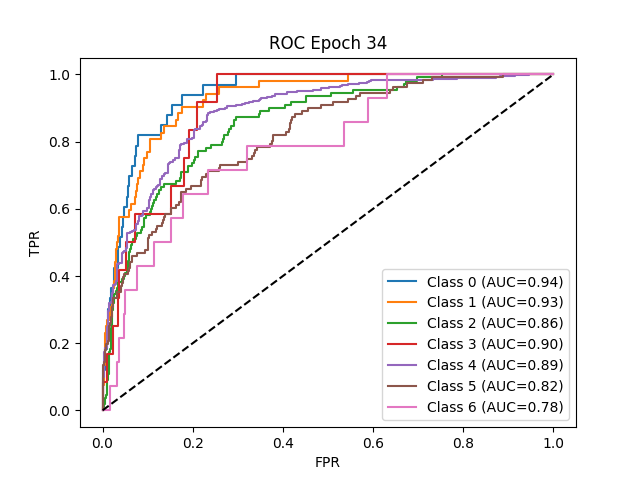 ROC Epoch 34
1.0
0.8
0.6
0.4
0.2
0.0
TPR
Class 0 (AUC=0.94)
Class 1 (AUC=0.93)
Class 2 (AUC=0.86)
Class 3 (AUC=0.90)
Class 4 (AUC=0.89)
Class 5 (AUC=0.82)
Class 6 (AUC=0.78)
0.0 0.2 0.4 0.6 0.8 1.0
FPR